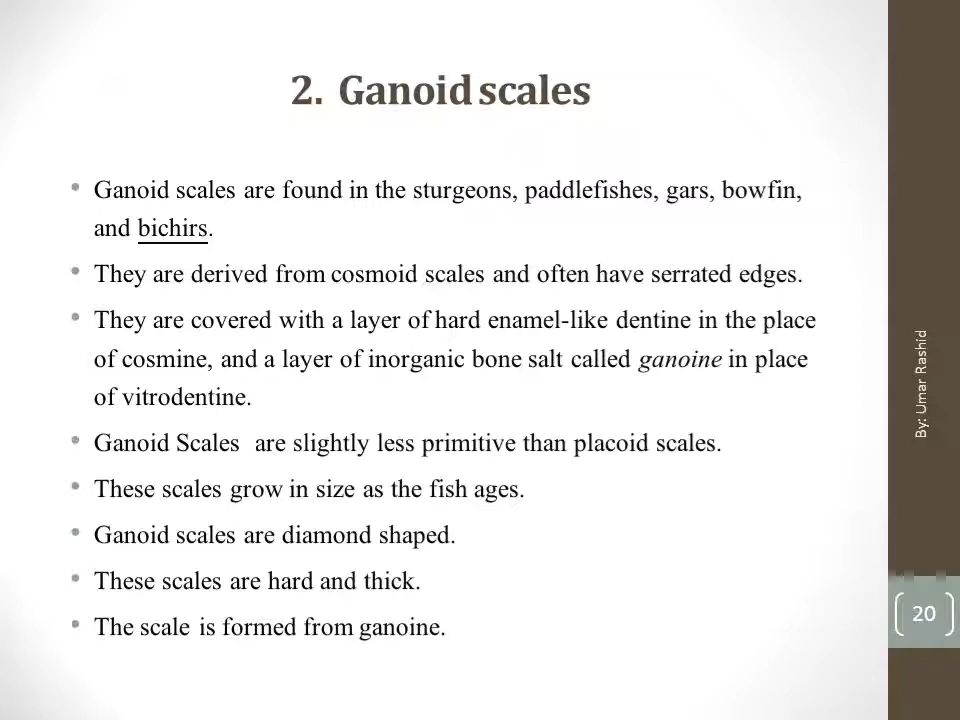 2. Ganoid scales
• Ganoid scales are found in the sturgeons, paddlefishes, gars, bowfin,
and bichirs.
• They are derived from cosmoid scales and often have serrated edges.
• They are covered with a layer of hard enamel-like dentine in the place
of cosmine, and a layer of inorganic bone salt called ganoine in place
of vitrodentine.
• Ganoid Scales are slightly less primitive than placoid scales.
• These scales grow in size as the fish ages.
• Ganoid scales are diamond shaped.
• These scales are hard and thick.
• The scale is formed from ganoine.
By: Umar Rashid
20